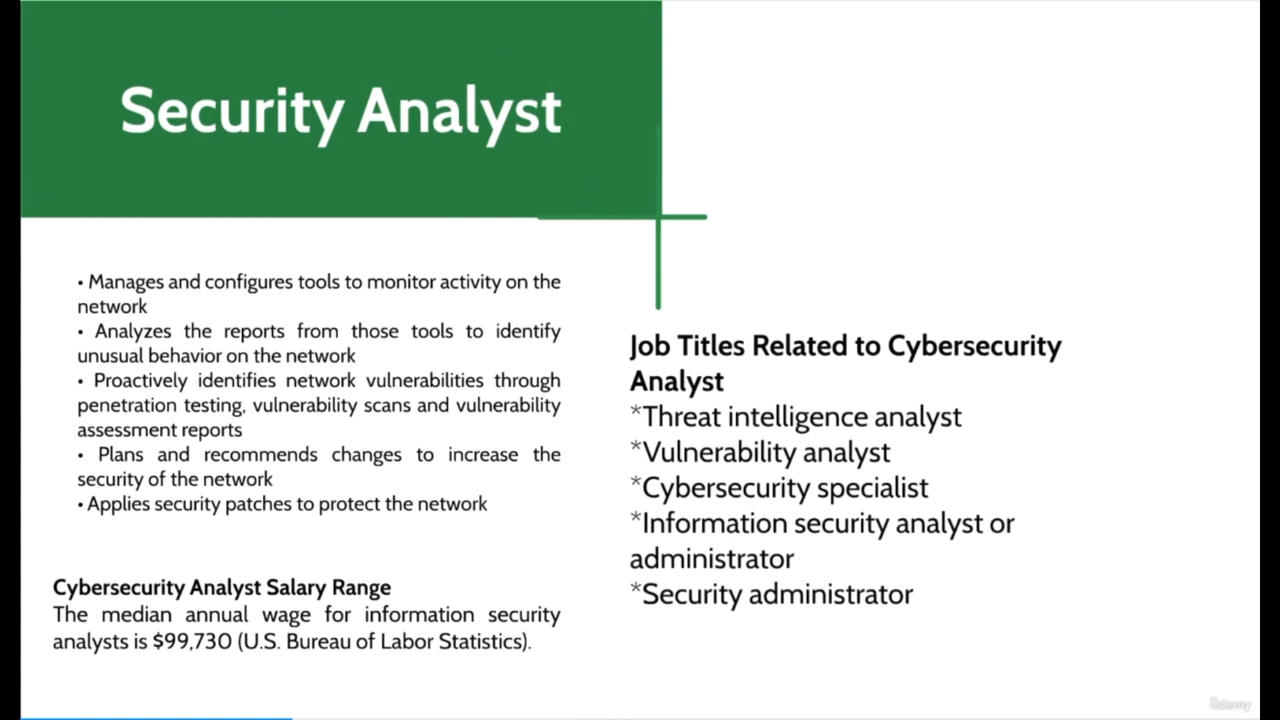 Security Analyst
• Manages and configures tools to monitor activity on the
network
• Analyzes the reports from those tools to identify
unusual behavior on the network
• Proactively identifies network vulnerabilities through
penetration testing, vulnerability scans and vulnerability
assessment reports
• Plans and recommends changes to increase the
security of the network
• Applies security patches to protect the network
Cybersecurity Analyst Salary Range
The median annual wage for information security
analysts is $99,730 (U.S. Bureau of Labor Statistics).
Job Titles Related to Cybersecurity
Analyst
*Threat intelligence analyst
*Vulnerability analyst
*Cybersecurity specialist
*Information security analyst or
administrator
*Security administrator
Udemy